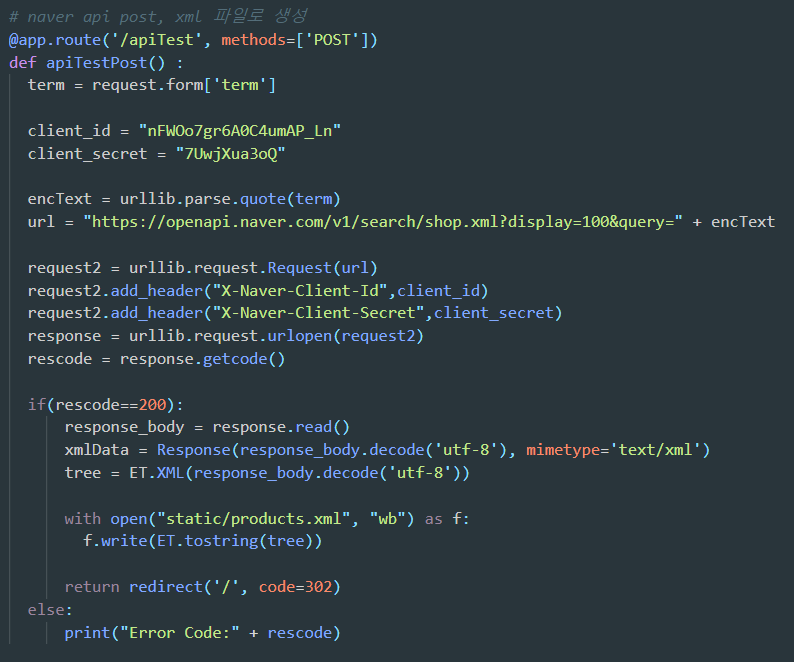 # naver api post, xml 파일로 생성
@app.route('/apiTest', methods=['POST'])
def apiTestPost() :
term = request.form['term']
client_id = "nFWOo7gr6A0C4umAP_Ln"
client_secret = "7UwjXua3oQ"
encText = urllib.parse.quote(term)
url = "https://openapi.naver.com/v1/search/shop.xml?display=100&query=" + encText
request2 = urllib.request.Request(url)
request2.add_header("X-Naver-Client-Id",client_id)
request2.add_header("X-Naver-Client-Secret",client_secret)
response = urllib.request.urlopen(request2)
rescode = response.getcode()
if(rescode==200):
response_body = response.read()
xmlData = Response(response_body.decode('utf-8'), mimetype='text/xml')
tree = ET.XML(response_body.decode('utf-8'))
with open("static/products.xml", "wb") as f:
f.write(ET.tostring(tree))
return redirect('/', code=302)
else:
print("Error Code:" + rescode)